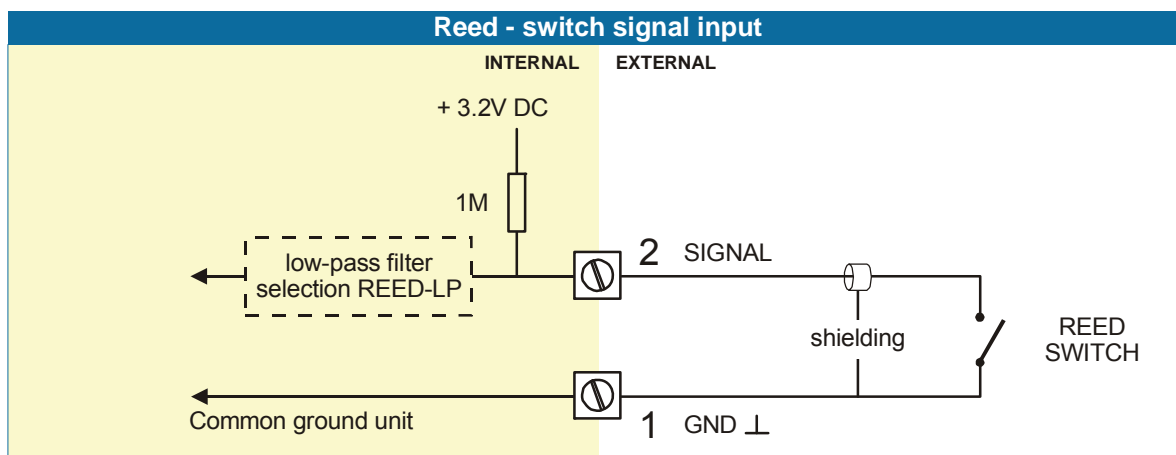 Reed - switch signal input
INTERNAL
EXTERNAL
+ 3.2V DC
1M
low-pass filter
selection REED-LP
2 SIGNAL
shielding
REED
SWITCH
Common ground unit
1 GND ⊥